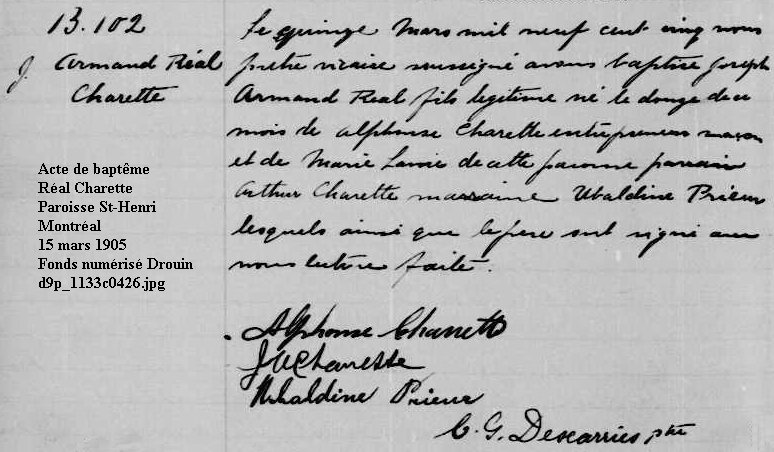 B.102
J. Armand Réal
Charette
Acte de baptême
Réal Charette
Paroisse St-Henri
Montréal
15 mars 1905
Fonds numérisé Drouin
d9p_1133c0426.jpg
Le quinze Mars mil neuf cent cinq nous
prêtre vicaire soussigné avons baptisé Joseph
Armand Réal fils légitime né le douze de ce
mois de Alphonse Charette entrepreneur maçon
et de Marie Lavoie de cette paroisse parrain
Arthur Charette marraine Ubaldine Prieur
lesquels ainsi que le père ont signé avec
nous lecture faite.
Alphonse Charette
J A Charette
Ubaldine Prieur
C. G. Descarries ptre